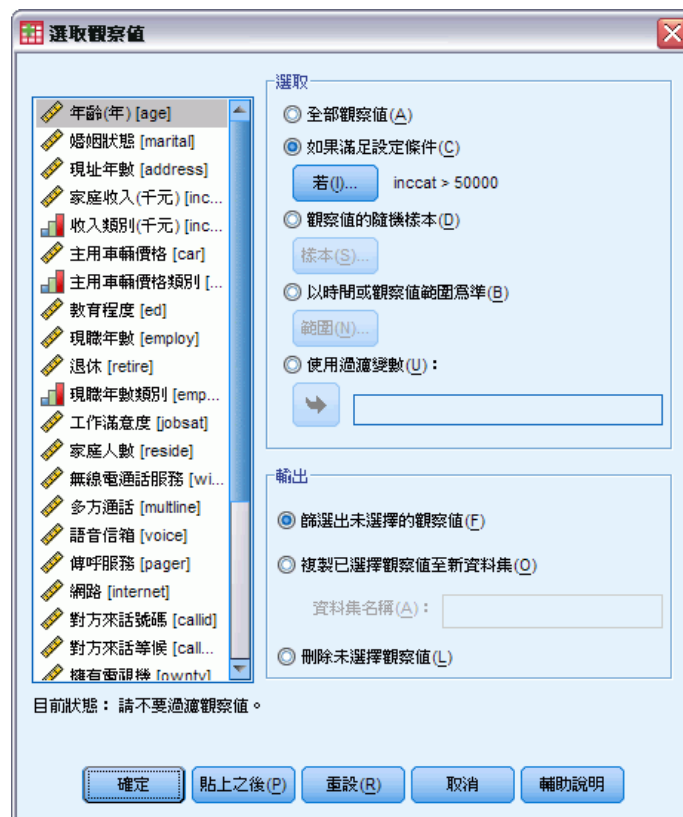 選取觀察值
年齡(年) [age]
婚姻狀態 [marital]
現址年數 [address]
家庭收入(千元) [inc...
收入類別(千元) [inc...
主用車輛價格 [car]
主用車輛價格類別 [...
教育程度 [ed]
現職年數 [employ]
退休 [retire]
現職年數類別 [emp...
工作滿意度 [jobsat]
家庭人數 [reside]
無線電通話服務 [wi...
多方通話 [multline]
語音信箱 [voice]
傳呼服務 [pager]
網路 [internet]
對方來話號碼 [callid]
對方來話等候 [call...
擁有電視機 [owntv]
選取
全部觀察值(A)
如果滿足設定條件(C)
若(I)... inccat > 50000
觀察值的隨機樣本(D)
樣本(S)...
以時間或觀察值範圍為準(B)
範圍(N)...
使用過濾變數(U)：
輸出
篩選出未選擇的觀察值(F)
複製已選擇觀察值至新資料集(O)
資料集名稱(A)：
刪除未選擇觀察值(L)
目前狀態：請不要過濾觀察值。
確定 貼上之後(P) 重設(R) 取消 輔助說明